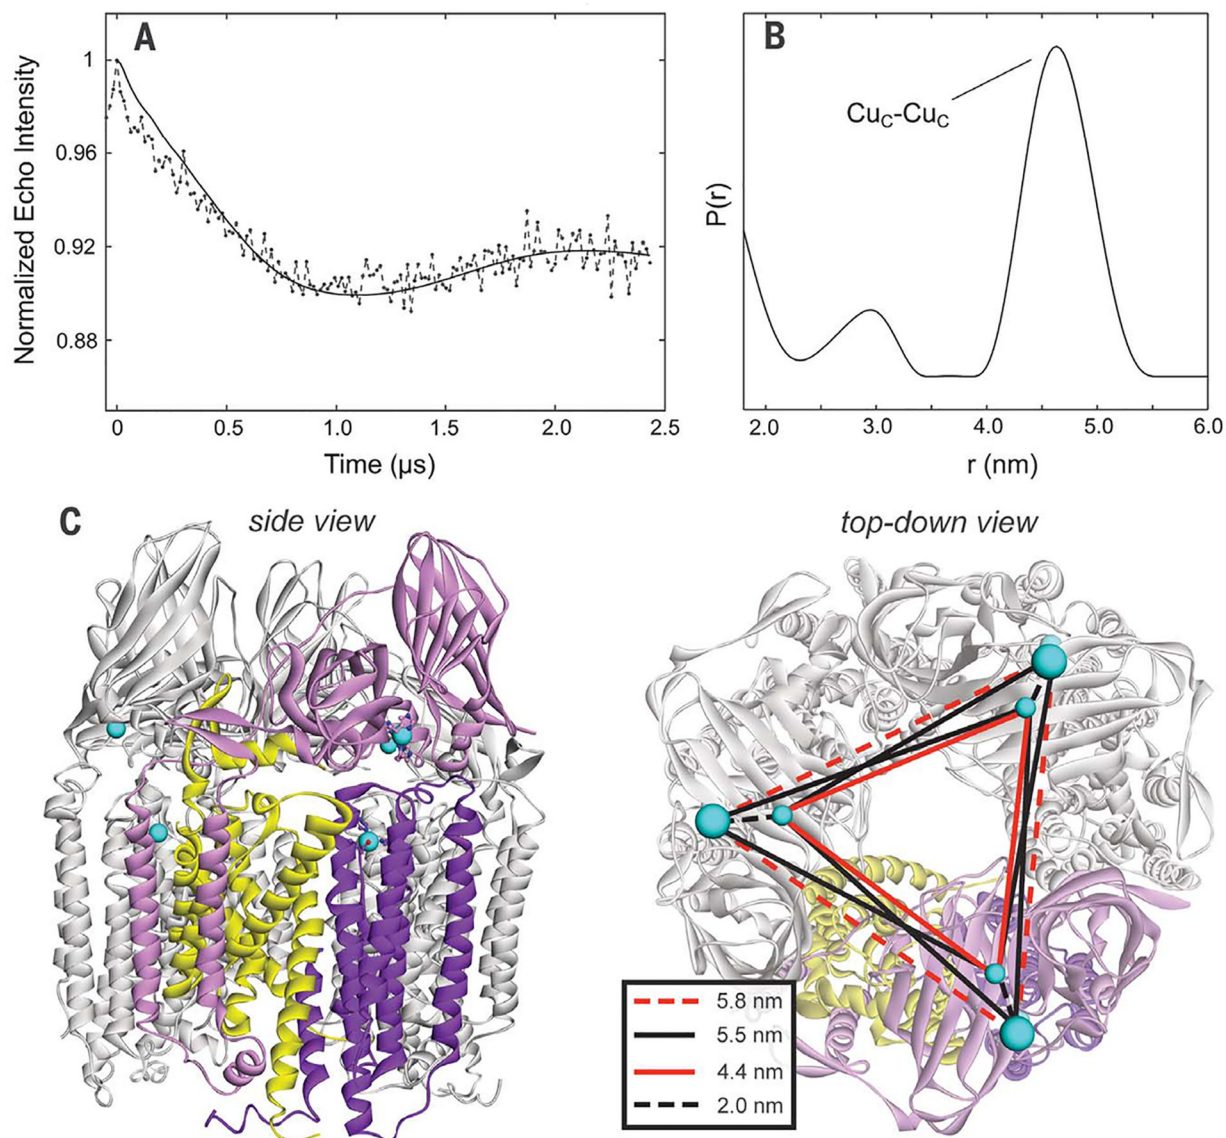 A
Normalized Echo Intensity
1
0.96
0.92
0.88
0
0.5
1.0
1.5
2.0
2.5
Time (μs)
B
P(r)
Cu_C-Cu_C
2.0
3.0
4.0
5.0
6.0
r (nm)
C
side view
top-down view
5.8 nm
5.5 nm
4.4 nm
2.0 nm